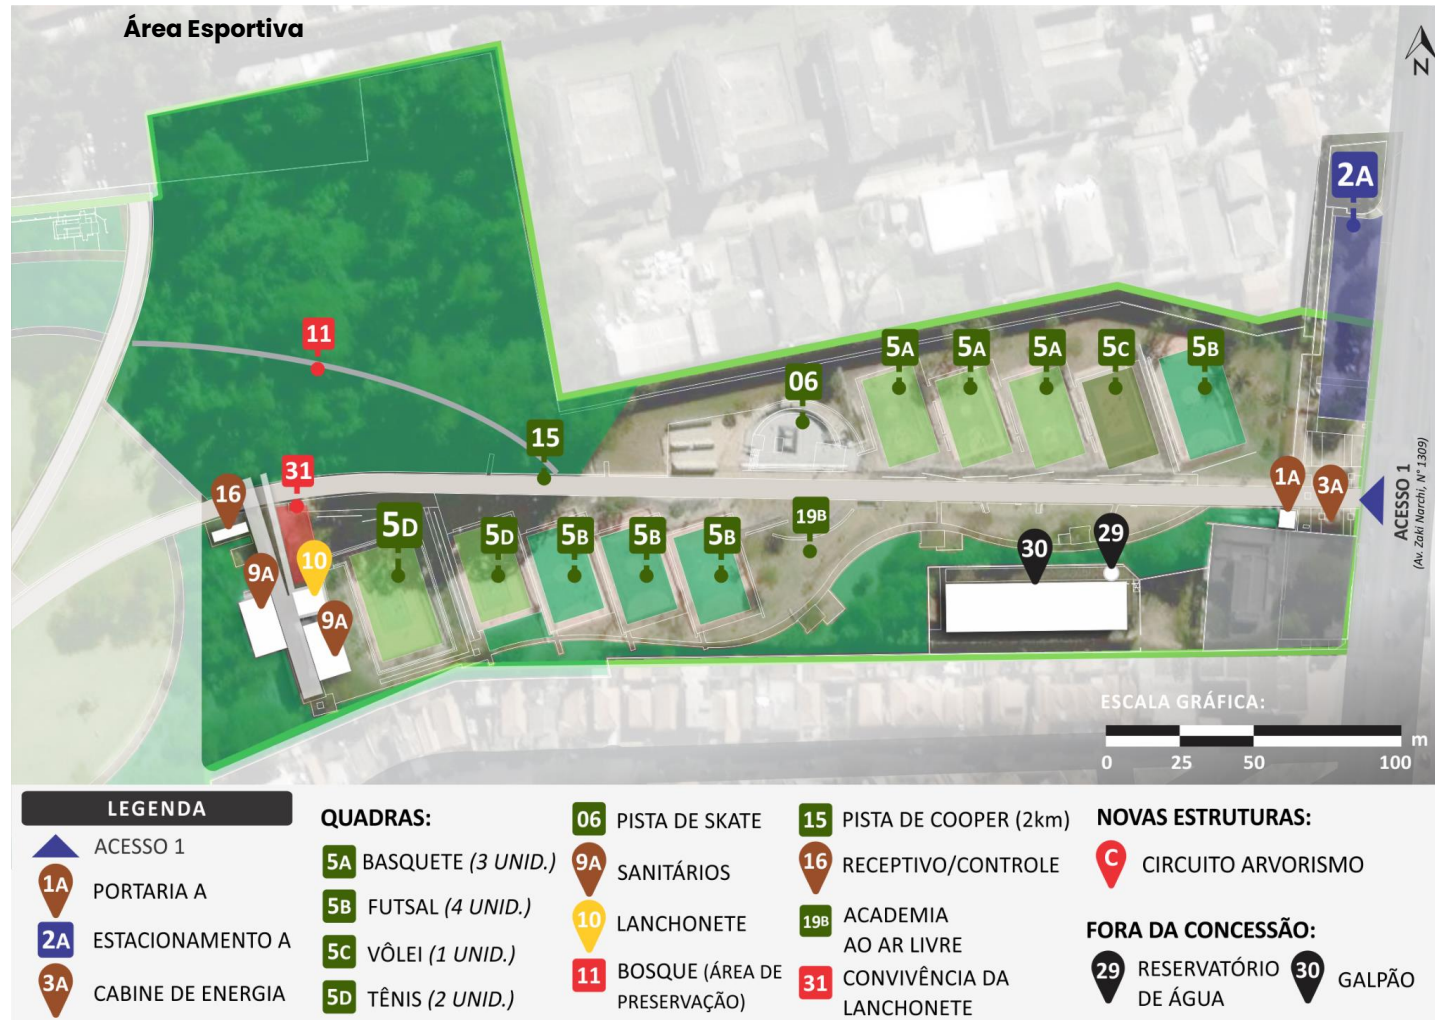 Área Esportiva
N
2A
11
5A
5A
5A
5C
5B
06
15
31
16
1A
3A
ACESSO 1
(Av. Zaki Narchi, N° 1309)
5D
5D
5B
5B
5B
19B
29
30
10
9A
9A
ESCALA GRÁFICA:
m
0 25 50 100
LEGENDA
ACESSO 1
1A PORTARIA A
2A ESTACIONAMENTO A
3A CABINE DE ENERGIA
QUADRAS:
5A BASQUETE (3 UNID.)
5B FUTSAL (4 UNID.)
5C VÔLEI (1 UNID.)
5D TÊNIS (2 UNID.)
06 PISTA DE SKATE
9A SANITÁRIOS
10 LANCHONETE
11 BOSQUE (ÁREA DE
PRESERVAÇÃO)
15 PISTA DE COOPER (2km)
16 RECEPTIVO/CONTROLE
19B ACADEMIA
AO AR LIVRE
31 CONVIVÊNCIA DA
LANCHONETE
NOVAS ESTRUTURAS:
C CIRCUITO ARVORISMO
FORA DA CONCESSÃO:
29 RESERVATÓRIO
DE ÁGUA
30 GALPÃO